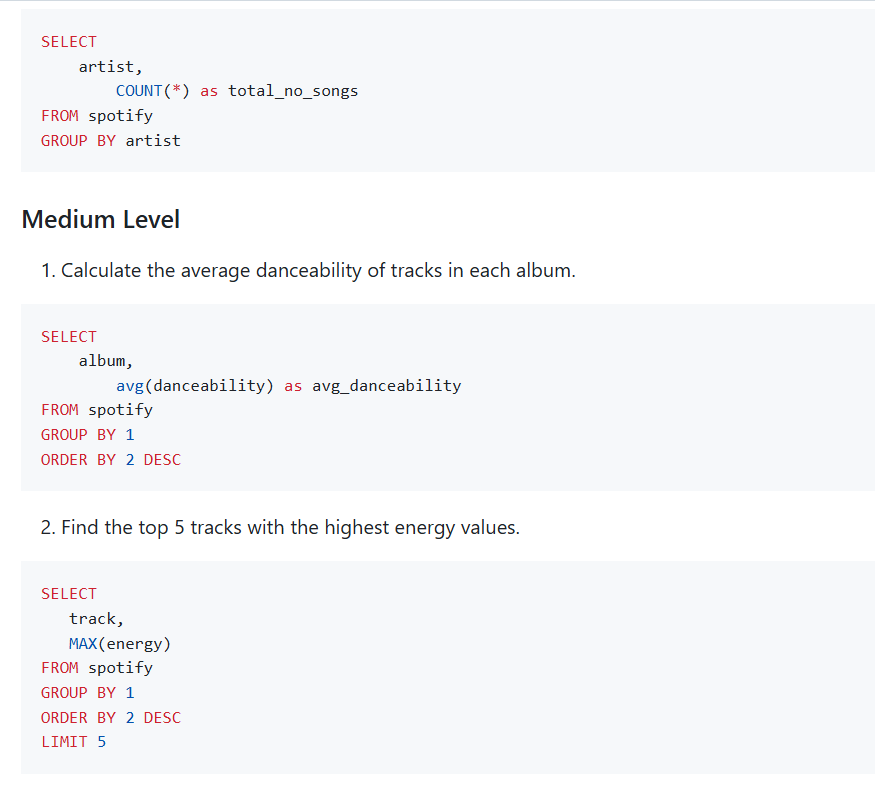 SELECT
    artist,
        COUNT(*) as total_no_songs
FROM spotify
GROUP BY artist
Medium Level
1. Calculate the average danceability of tracks in each album.
SELECT
    album,
        avg(danceability) as avg_danceability
FROM spotify
GROUP BY 1
ORDER BY 2 DESC
2. Find the top 5 tracks with the highest energy values.
SELECT
   track,
   MAX(energy)
FROM spotify
GROUP BY 1
ORDER BY 2 DESC
LIMIT 5